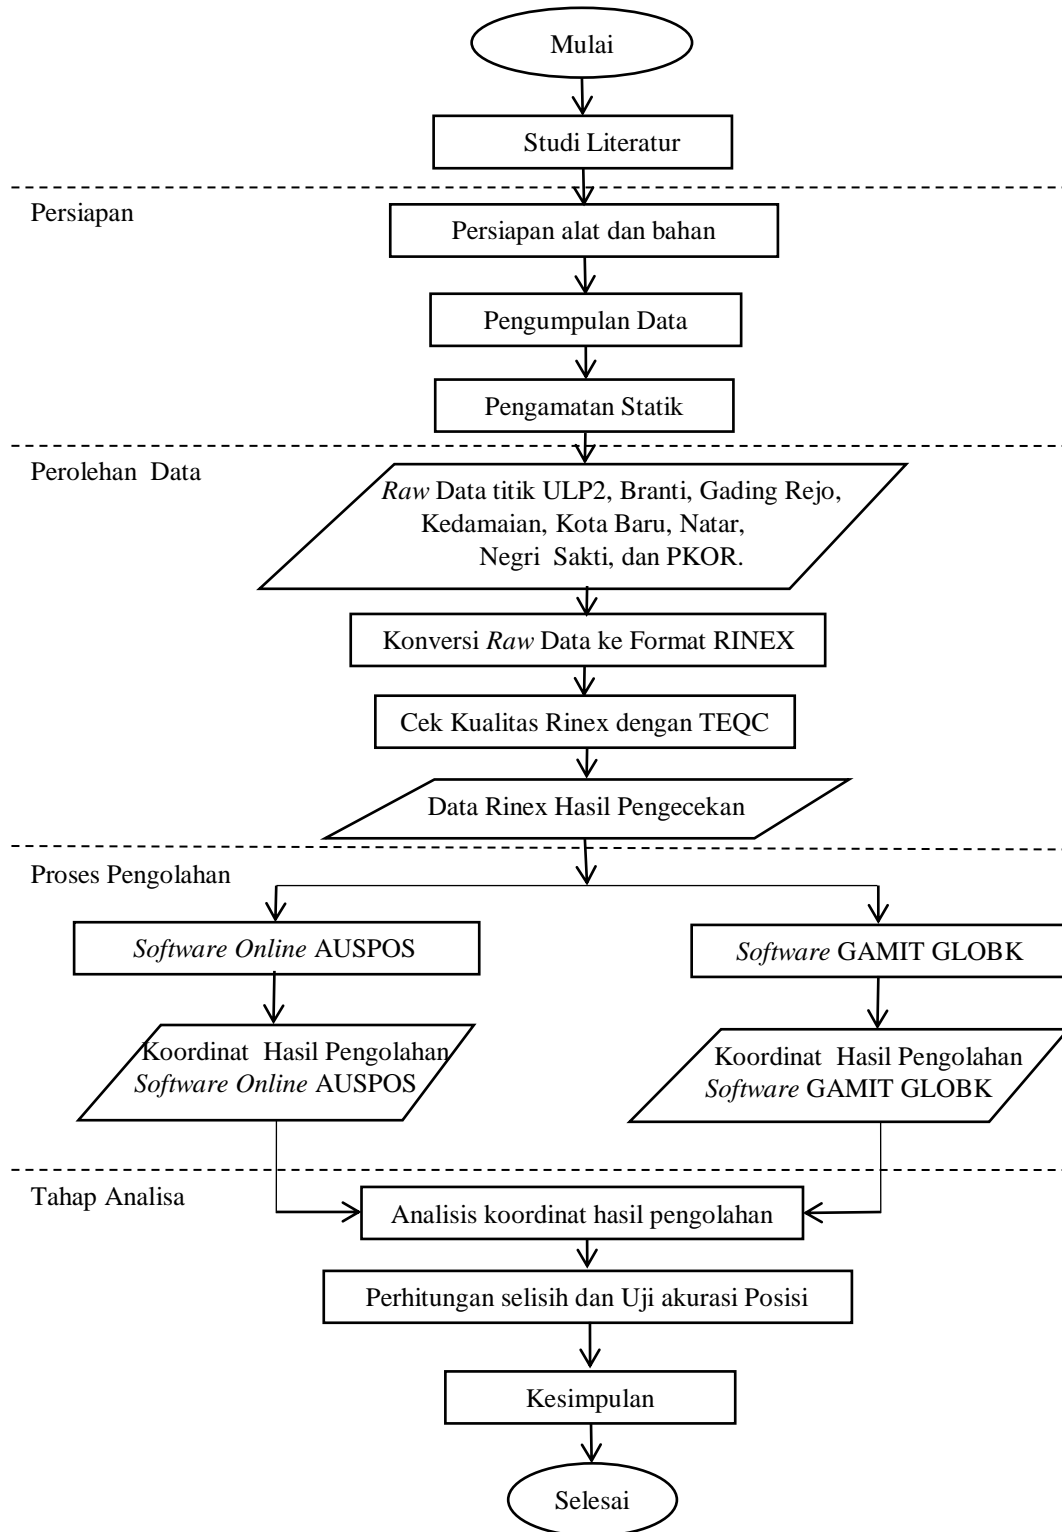 Mulai
Studi Literatur
Persiapan
Persiapan alat dan bahan
Pengumpulan Data
Pengamatan Statik
Perolehan Data
Raw Data titik ULP2, Branti, Gading Rejo,
Kedamaian, Kota Baru, Natar,
Negri Sakti, dan PKOR.
Konversi Raw Data ke Format RINEX
Cek Kualitas Rinex dengan TEQC
Data Rinex Hasil Pengecekan
Proses Pengolahan
Software Online AUSPOS
Software GAMIT GLOBK
Koordinat Hasil Pengolahan
Software Online AUSPOS
Koordinat Hasil Pengolahan
Software GAMIT GLOBK
Tahap Analisa
Analisis koordinat hasil pengolahan
Perhitungan selisih dan Uji akurasi Posisi
Kesimpulan
Selesai